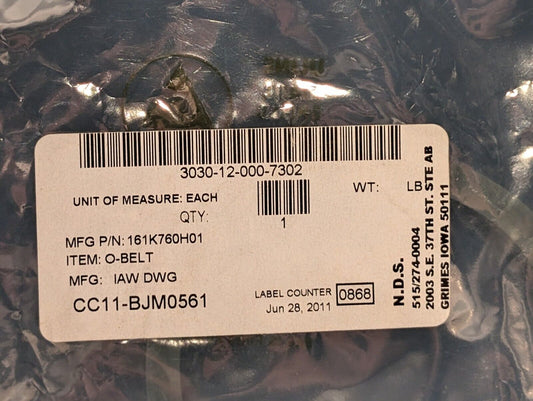 3030-12-000-7302
UNIT OF MEASURE: EACH
WT: LB
QTY:
1
MFG P/N: 161K760H01
ITEM: O-BELT
MFG: IAW DWG
CC11-BJM0561
LABEL COUNTER 0868
Jun 28, 2011
N.D.S.
515/274-0004
2003 S.E. 37TH ST. STE AB
GRIMES IOWA 50111